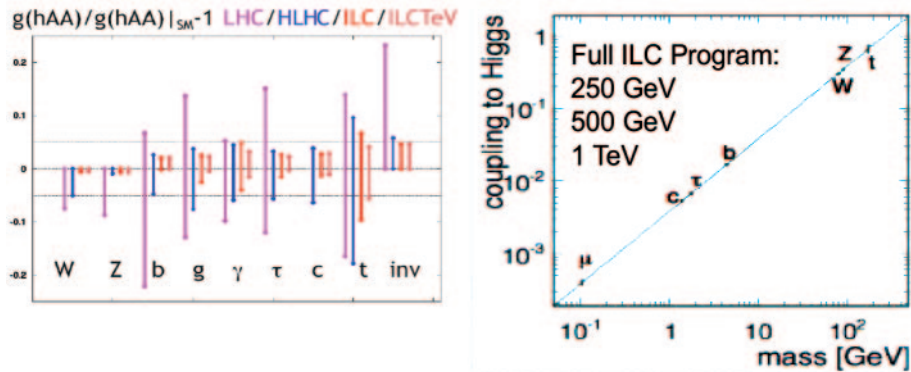 g(hAA)/g(hAA)|SM-1 LHC/HLHC/ILC/ILCTeV
0.2
0.1
0
-0.1
-0.2
W Z b g γ τ c t inv
coupling to Higgs
1
10-1
10-2
10-3
Full ILC Program:
250 GeV
500 GeV
1 TeV
Z
t
W
b
τ
c
μ
10-1 1 10 102
mass [GeV]